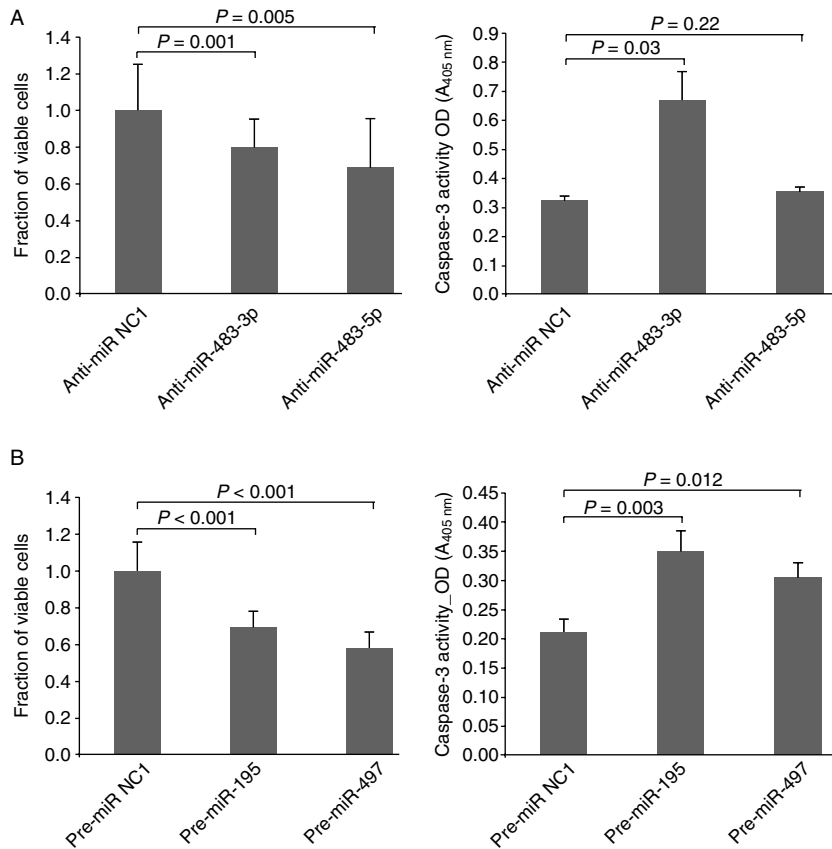 A
P = 0.005
P = 0.001
Fraction of viable cells
1.4
1.2
1.0
0.8
0.6
0.4
0.2
0.0
Anti-miR NC1
Anti-miR-483-3p
Anti-miR-483-5p
P = 0.22
P = 0.03
Caspase-3 activity OD (A405 nm)
0.9
0.8
0.7
0.6
0.5
0.4
0.3
0.2
0.1
0.0
Anti-miR NC1
Anti-miR-483-3p
Anti-miR-483-5p
B
P < 0.001
P < 0.001
Fraction of viable cells
1.4
1.2
1.0
0.8
0.6
0.4
0.2
0.0
Pre-miR NC1
Pre-miR-195
Pre-miR-497
P = 0.012
P = 0.003
Caspase-3 activity_OD (A405 nm)
0.45
0.40
0.35
0.30
0.25
0.20
0.15
0.10
0.05
0.00
Pre-miR NC1
Pre-miR-195
Pre-miR-497